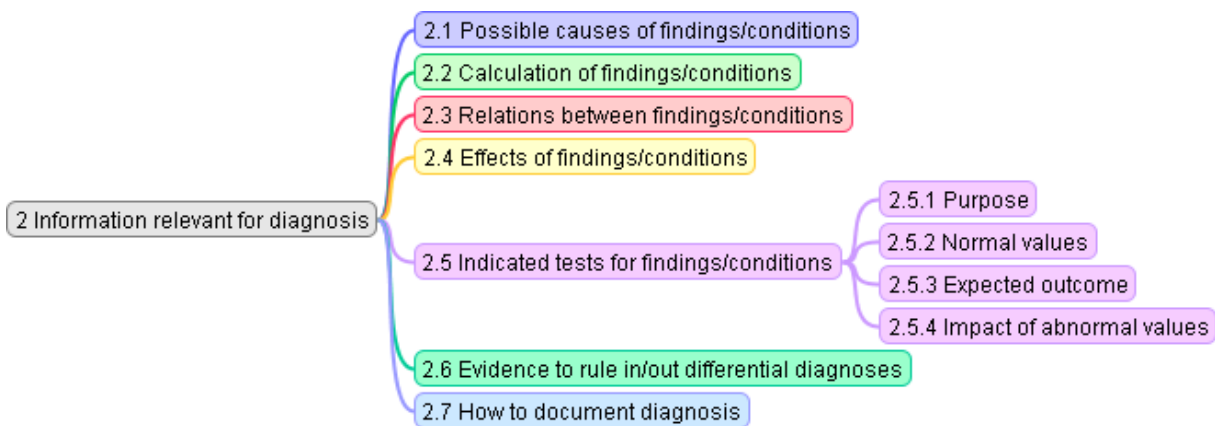 2 Information relevant for diagnosis
2.1 Possible causes of findings/conditions
2.2 Calculation of findings/conditions
2.3 Relations between findings/conditions
2.4 Effects of findings/conditions
2.5 Indicated tests for findings/conditions
2.5.1 Purpose
2.5.2 Normal values
2.5.3 Expected outcome
2.5.4 Impact of abnormal values
2.6 Evidence to rule in/out differential diagnoses
2.7 How to document diagnosis